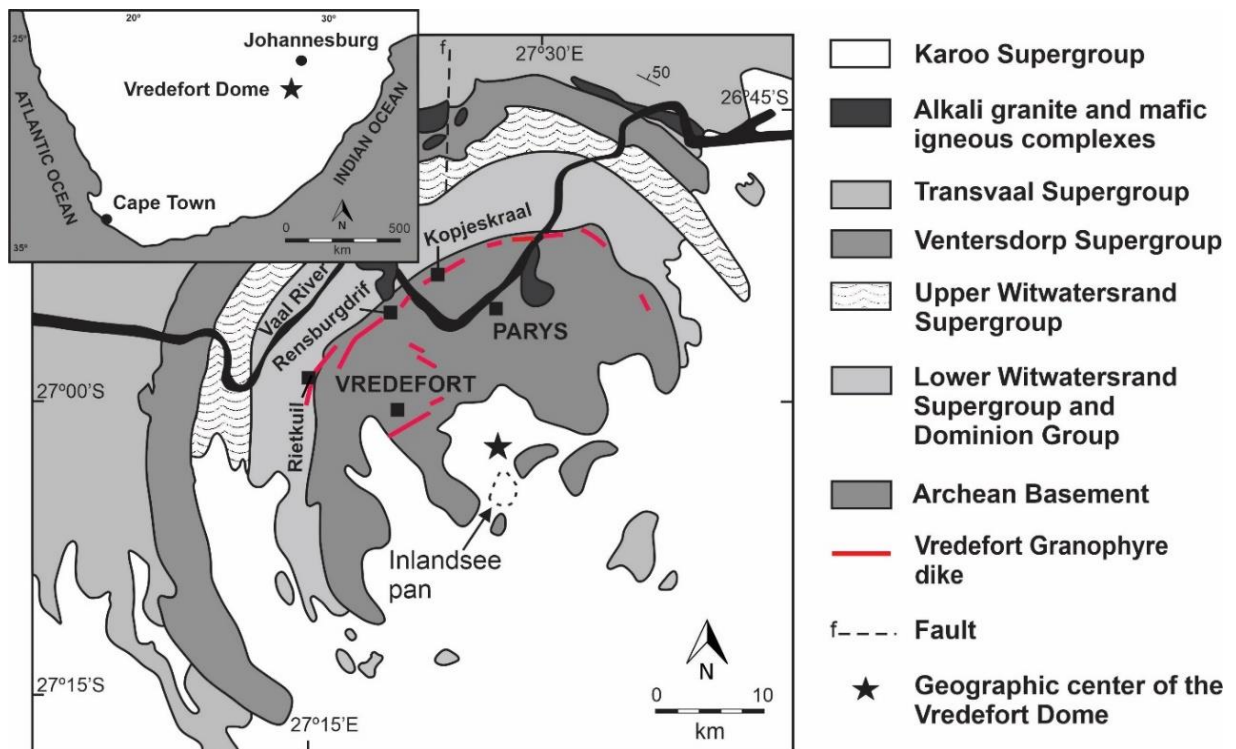 20°
30°
25°
Johannesburg
Vredefort Dome
ATLANTIC OCEAN
INDIAN OCEAN
Cape Town
N
0 500
km
35°
f
27°30'E
50
26°45'S
Kopjeskraal
Vaal River
Rensburgdrif
PARYS
VREDEFORT
27°00'S
Rietkuil
Inlandsee
pan
N
0 10
km
27°15'S
27°15'E
Karoo Supergroup
Alkali granite and mafic
igneous complexes
Transvaal Supergroup
Ventersdorp Supergroup
Upper Witwatersrand
Supergroup
Lower Witwatersrand
Supergroup and
Dominion Group
Archean Basement
Vredefort Granophyre
dike
f Fault
Geographic center of the
Vredefort Dome